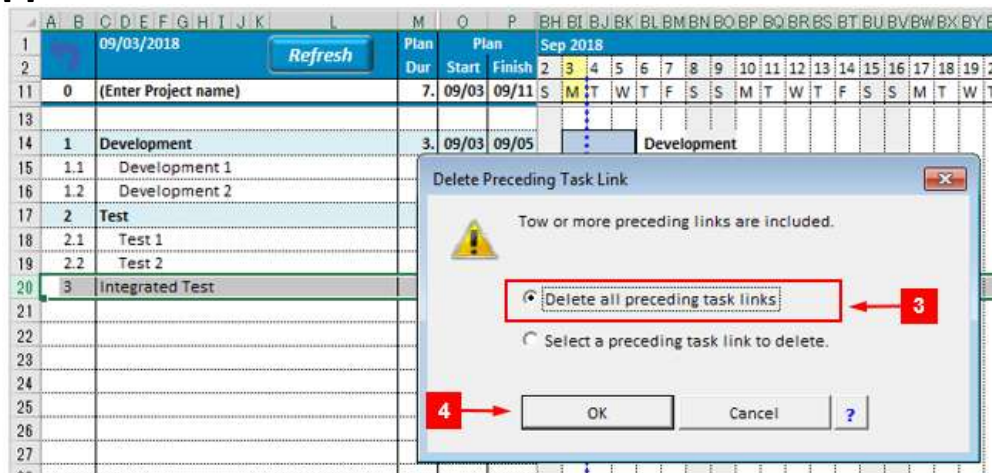 A B C D E F G H I J K L M O P BH BI BJ BK BL BM BN BO BP BQ BR BS BT BU BV BW BX BY
1 09/03/2018 Refresh Plan Plan Sep 2018
2 Dur Start Finish 2 3 4 5 6 7 8 9 10 11 12 13 14 15 16 17 18 19
11 0 (Enter Project name) 7. 09/03 09/11 S M T W T F S S M T W T F S S M T W
13
14 1 Development 3. 09/03 09/05 Development
15 1.1 Development 1
16 1.2 Development 2
17 2 Test
18 2.1 Test 1
19 2.2 Test 2
20 3 Integrated Test
21
22
23
24
25
26
27
Delete Preceding Task Link
Tow or more preceding links are included.
Delete all preceding task links
3
Select a preceding task link to delete.
4
OK Cancel ?